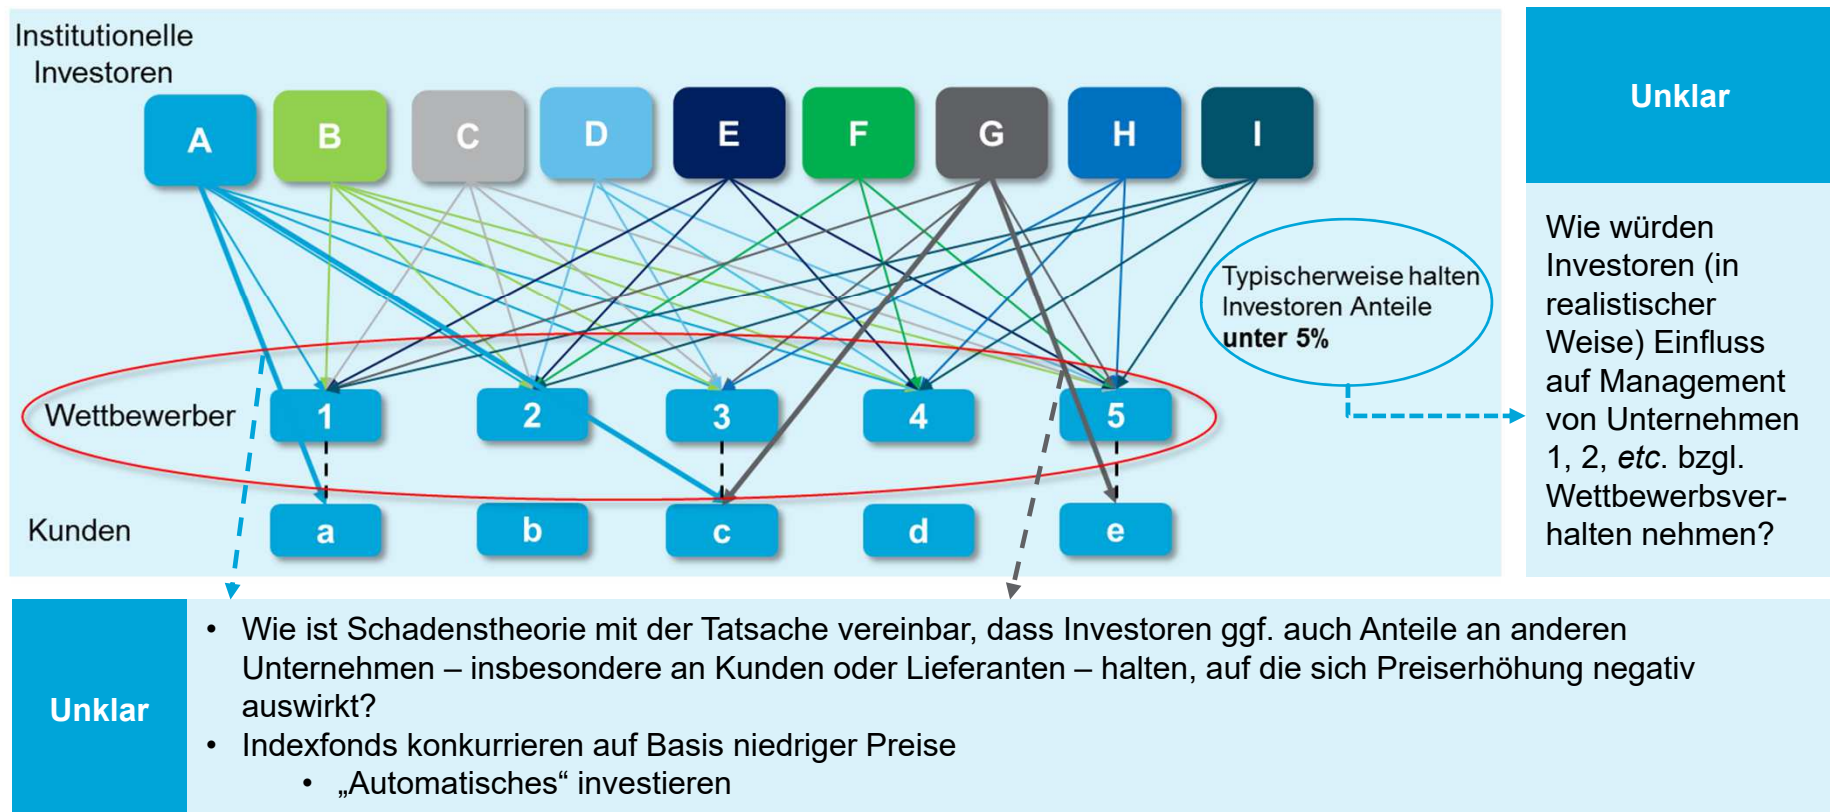 Institutionelle
Investoren
A
B
C
D
E
F
G
H
I
Typischerweise halten
Investoren Anteile
unter 5%
Wettbewerber
1
2
3
4
5
Kunden
a
b
c
d
e
Unklar
Wie würden
Investoren (in
realistischer
Weise) Einfluss
auf Management
von Unternehmen
1, 2, etc. bzgl.
Wettbewerbsver-
halten nehmen?
Unklar
• Wie ist Schadenstheorie mit der Tatsache vereinbar, dass Investoren ggf. auch Anteile an anderen
Unternehmen – insbesondere an Kunden oder Lieferanten – halten, auf die sich Preiserhöhung negativ
auswirkt?
• Indexfonds konkurrieren auf Basis niedriger Preise
• „Automatisches“ investieren